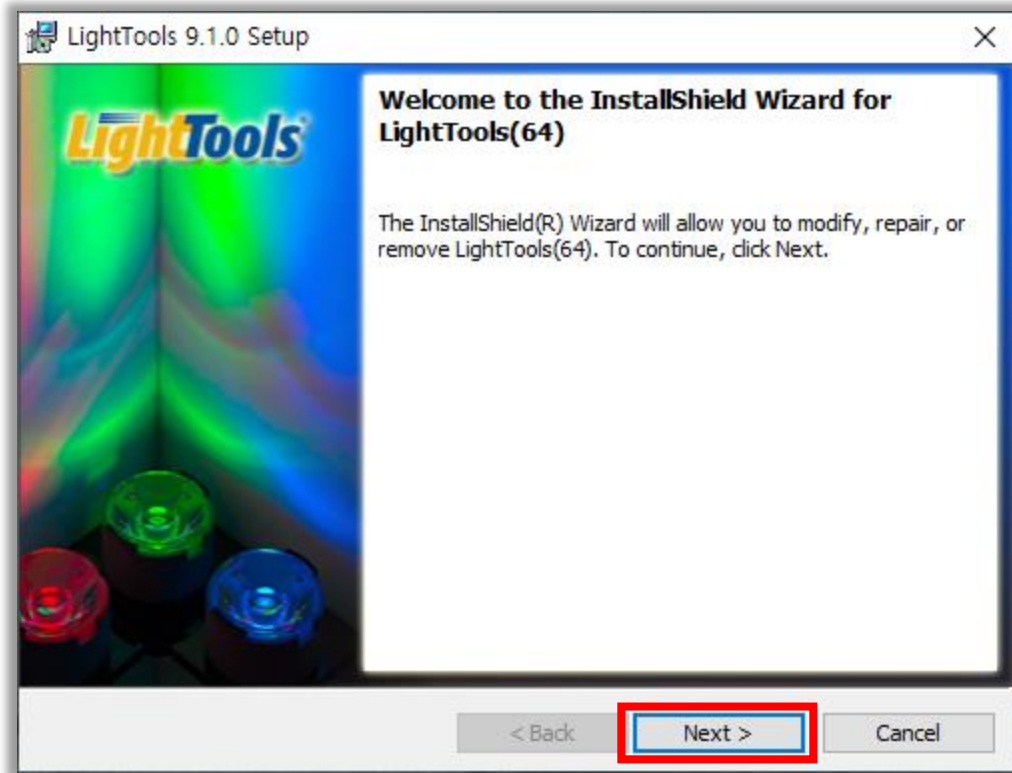 LightTools 9.1.0 Setup
LightTools
Welcome to the InstallShield Wizard for
LightTools(64)
The InstallShield(R) Wizard will allow you to modify, repair, or
remove LightTools(64). To continue, click Next.
< Back
Next >
Cancel